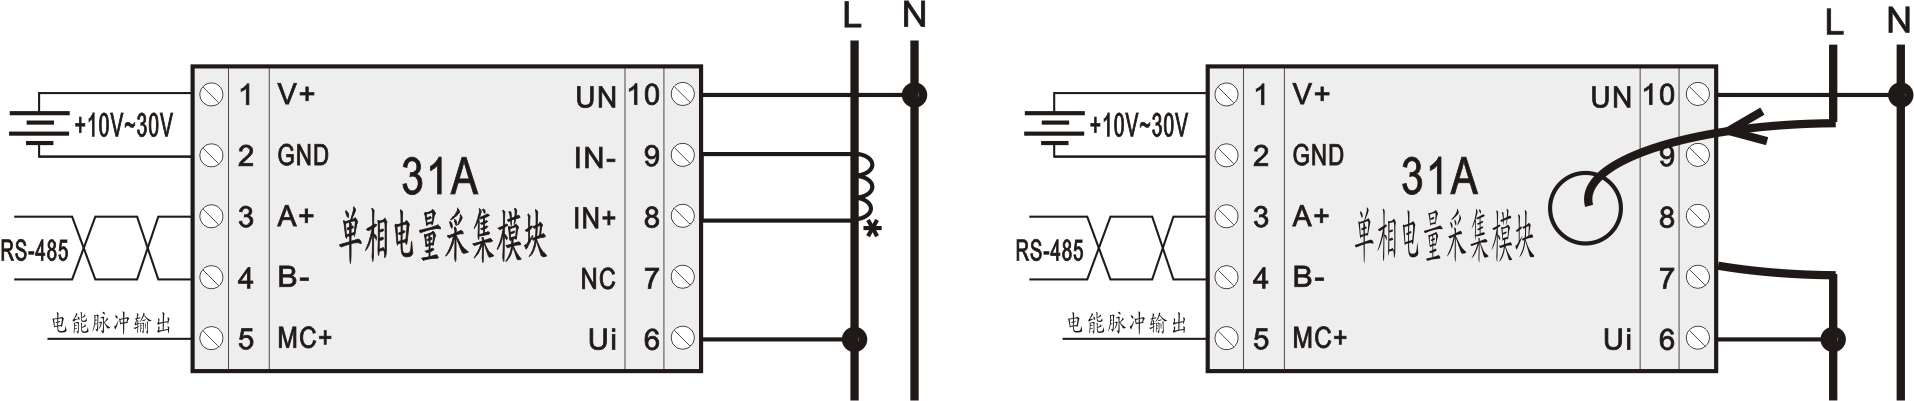 L N
1 V+ UN 10
+10V~30V
2 GND IN- 9
31A
单相电量采集模块
3 A+ IN+ 8
*
RS-485
4 B- NC 7
电能脉冲输出
5 MC+ Ui 6
L N
1 V+ UN 10
+10V~30V
2 GND 9
31A
单相电量采集模块
3 A+ 8
RS-485
4 B- 7
电能脉冲输出
5 MC+ Ui 6